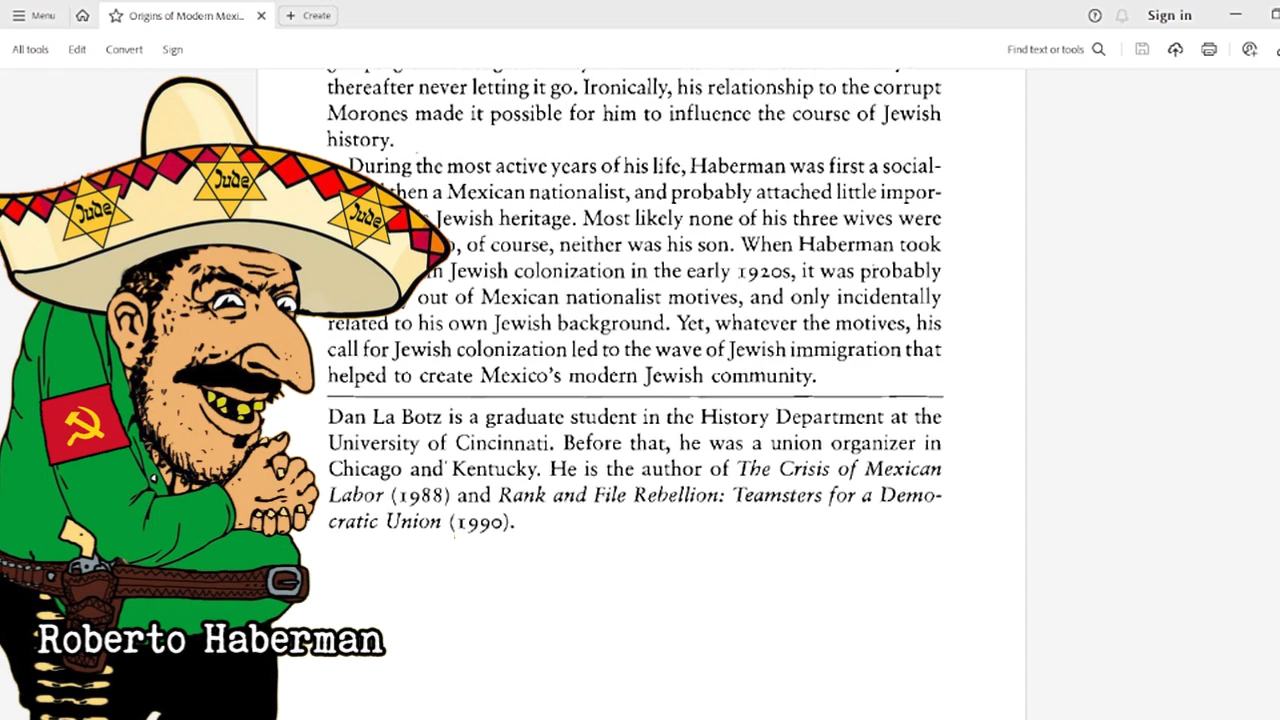 Menu
Origins of Modern Mexi...
Create
Sign in
All tools Edit Convert Sign
Find text or tools
thereafter never letting it go. Ironically, his relationship to the corrupt
Morones made it possible for him to influence the course of Jewish
history.
During the most active years of his life, Haberman was first a social-
then a Mexican nationalist, and probably attached little impor-
Jewish heritage. Most likely none of his three wives were
, of course, neither was his son. When Haberman took
Jewish colonization in the early 1920s, it was probably
out of Mexican nationalist motives, and only incidentally
related to his own Jewish background. Yet, whatever the motives, his
call for Jewish colonization led to the wave of Jewish immigration that
helped to create Mexico's modern Jewish community.
Dan La Botz is a graduate student in the History Department at the
University of Cincinnati. Before that, he was a union organizer in
Chicago and Kentucky. He is the author of The Crisis of Mexican
Labor (1988) and Rank and File Rebellion: Teamsters for a Demo-
cratic Union (1990).
Jude
Jude
Jude
Roberto Haberman